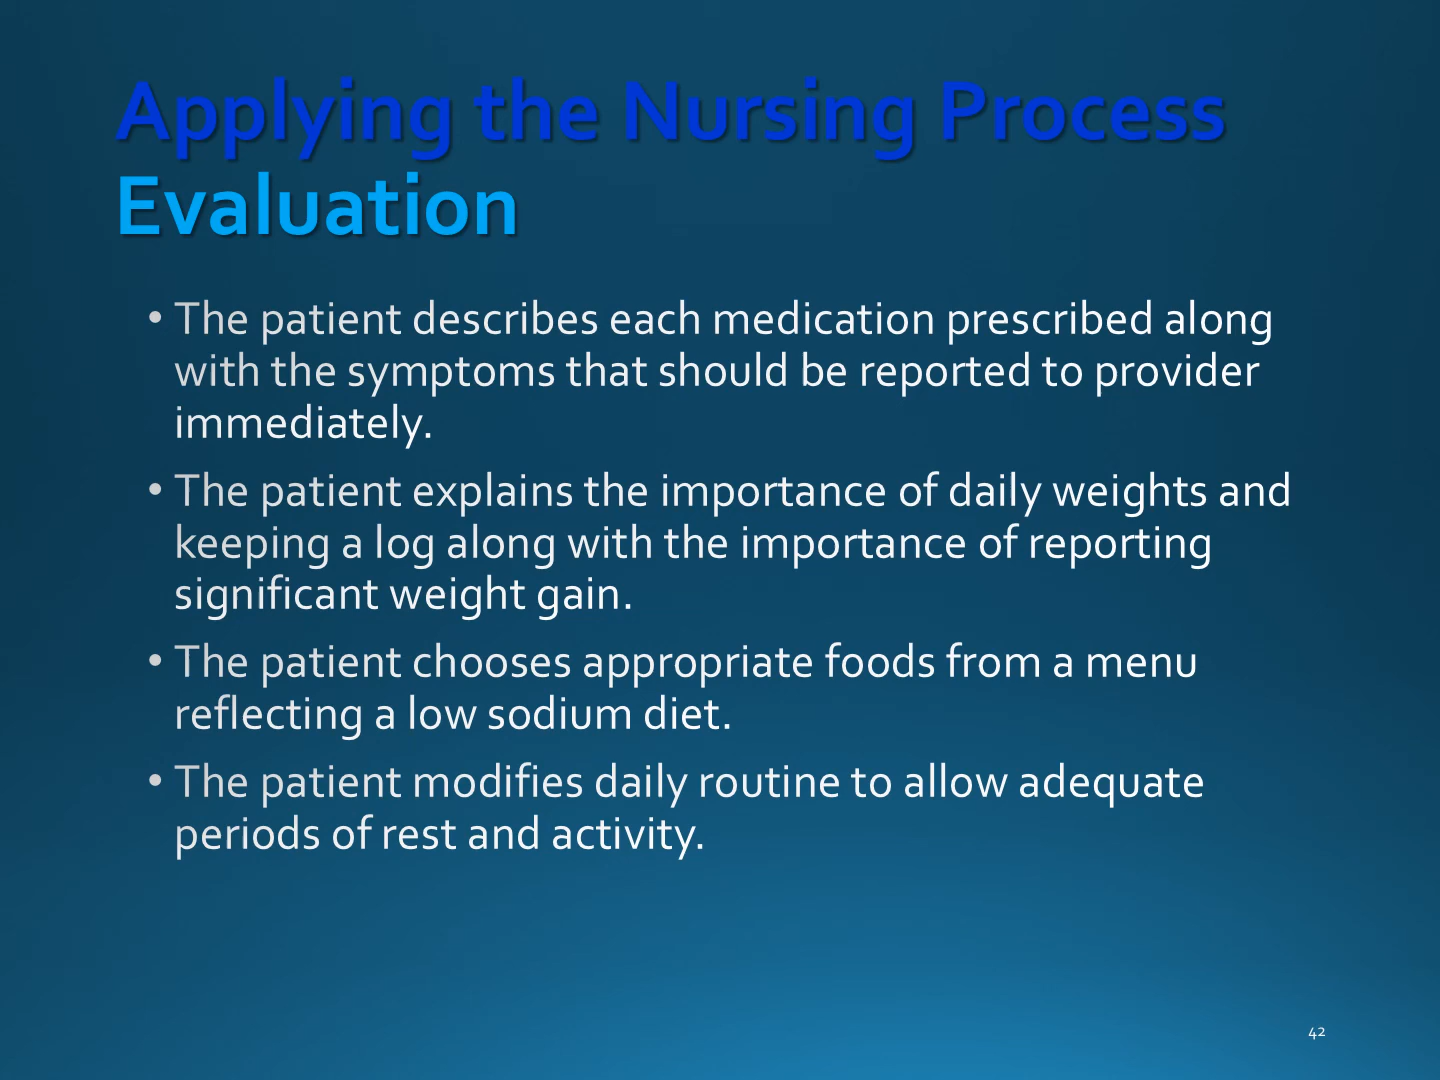 Applying the Nursing Process
Evaluation
• The patient describes each medication prescribed along
with the symptoms that should be reported to provider
immediately.
• The patient explains the importance of daily weights and
keeping a log along with the importance of reporting
significant weight gain.
• The patient chooses appropriate foods from a menu
reflecting a low sodium diet.
• The patient modifies daily routine to allow adequate
periods of rest and activity.
42